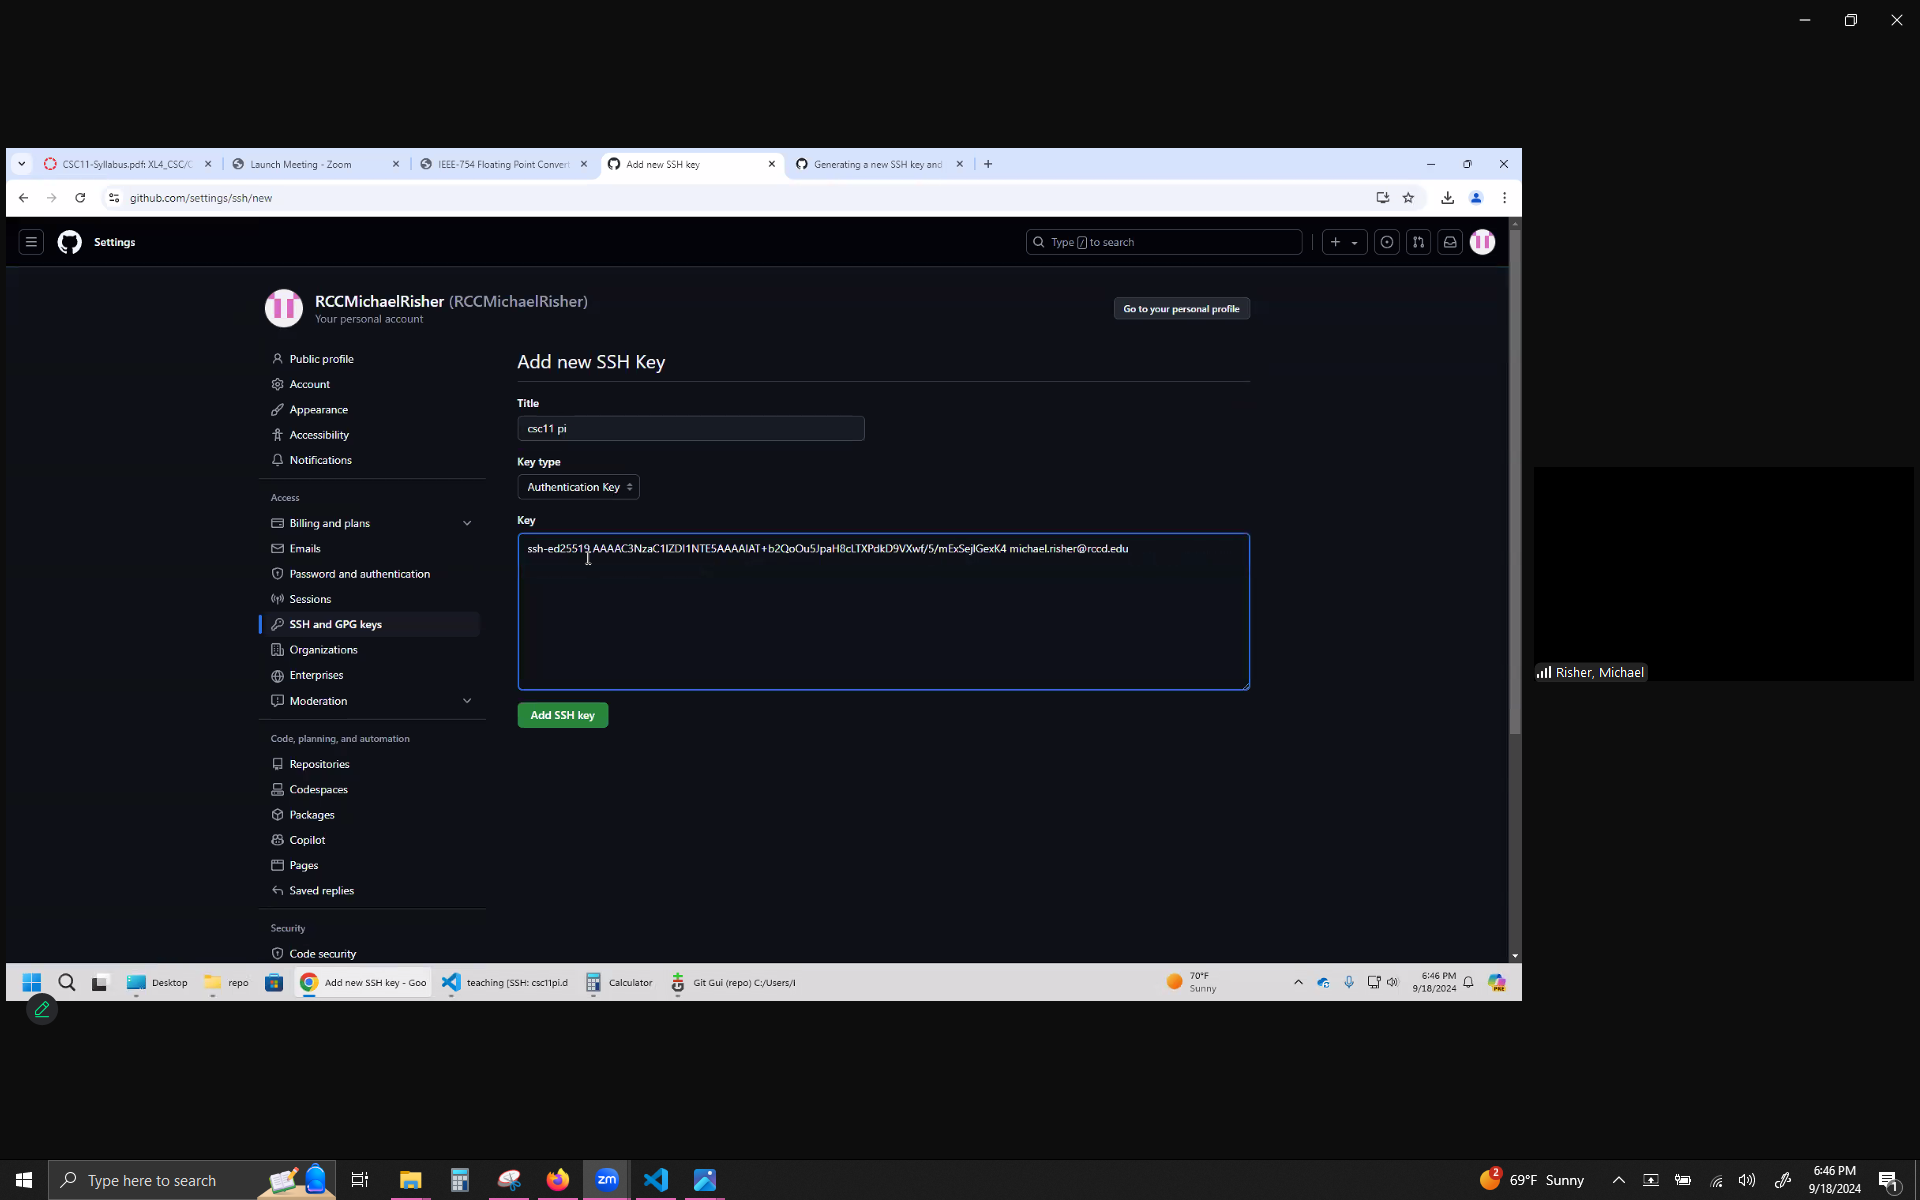 CSC11-Syllabus.pdf: XL4_CSC/C
Launch Meeting - Zoom
IEEE-754 Floating Point Convert
Add new SSH key
Generating a new SSH key and
github.com/settings/ssh/new
Settings
Type / to search
RCCMichaelRisher (RCCMichaelRisher)
Your personal account
Go to your personal profile
Public profile
Account
Appearance
Accessibility
Notifications
Access
Billing and plans
Emails
Password and authentication
Sessions
SSH and GPG keys
Organizations
Enterprises
Moderation
Code, planning, and automation
Repositories
Codespaces
Packages
Copilot
Pages
Saved replies
Security
Code security
Add new SSH Key
Title
csc11 pi
Key type
Authentication Key
Key
ssh-ed25519 AAAAC3NzaC1lZDI1NTE5AAAAIAT+b2QoOu5JpaH8cLTXPdkD9VXwf/5/mExSejlGexK4 michael.risher@rccd.edu
Add SSH key
Risher, Michael
Desktop
repo
Add new SSH key - Goo
teaching [SSH: csc11pi.d
Calculator
Git Gui (repo) C:/Users/I
70°F
Sunny
6:46 PM
9/18/2024
PRE
Type here to search
zm
2
69°F Sunny
6:46 PM
9/18/2024
1